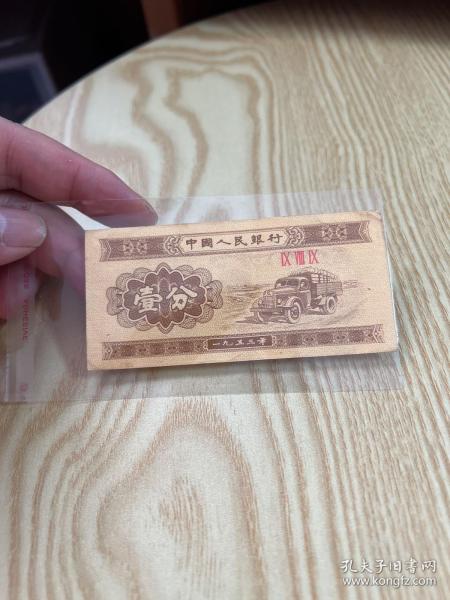 中國人民銀行
IX VIII IX
壹分
一九五三年
孔夫子旧书网
www.kongfz.com